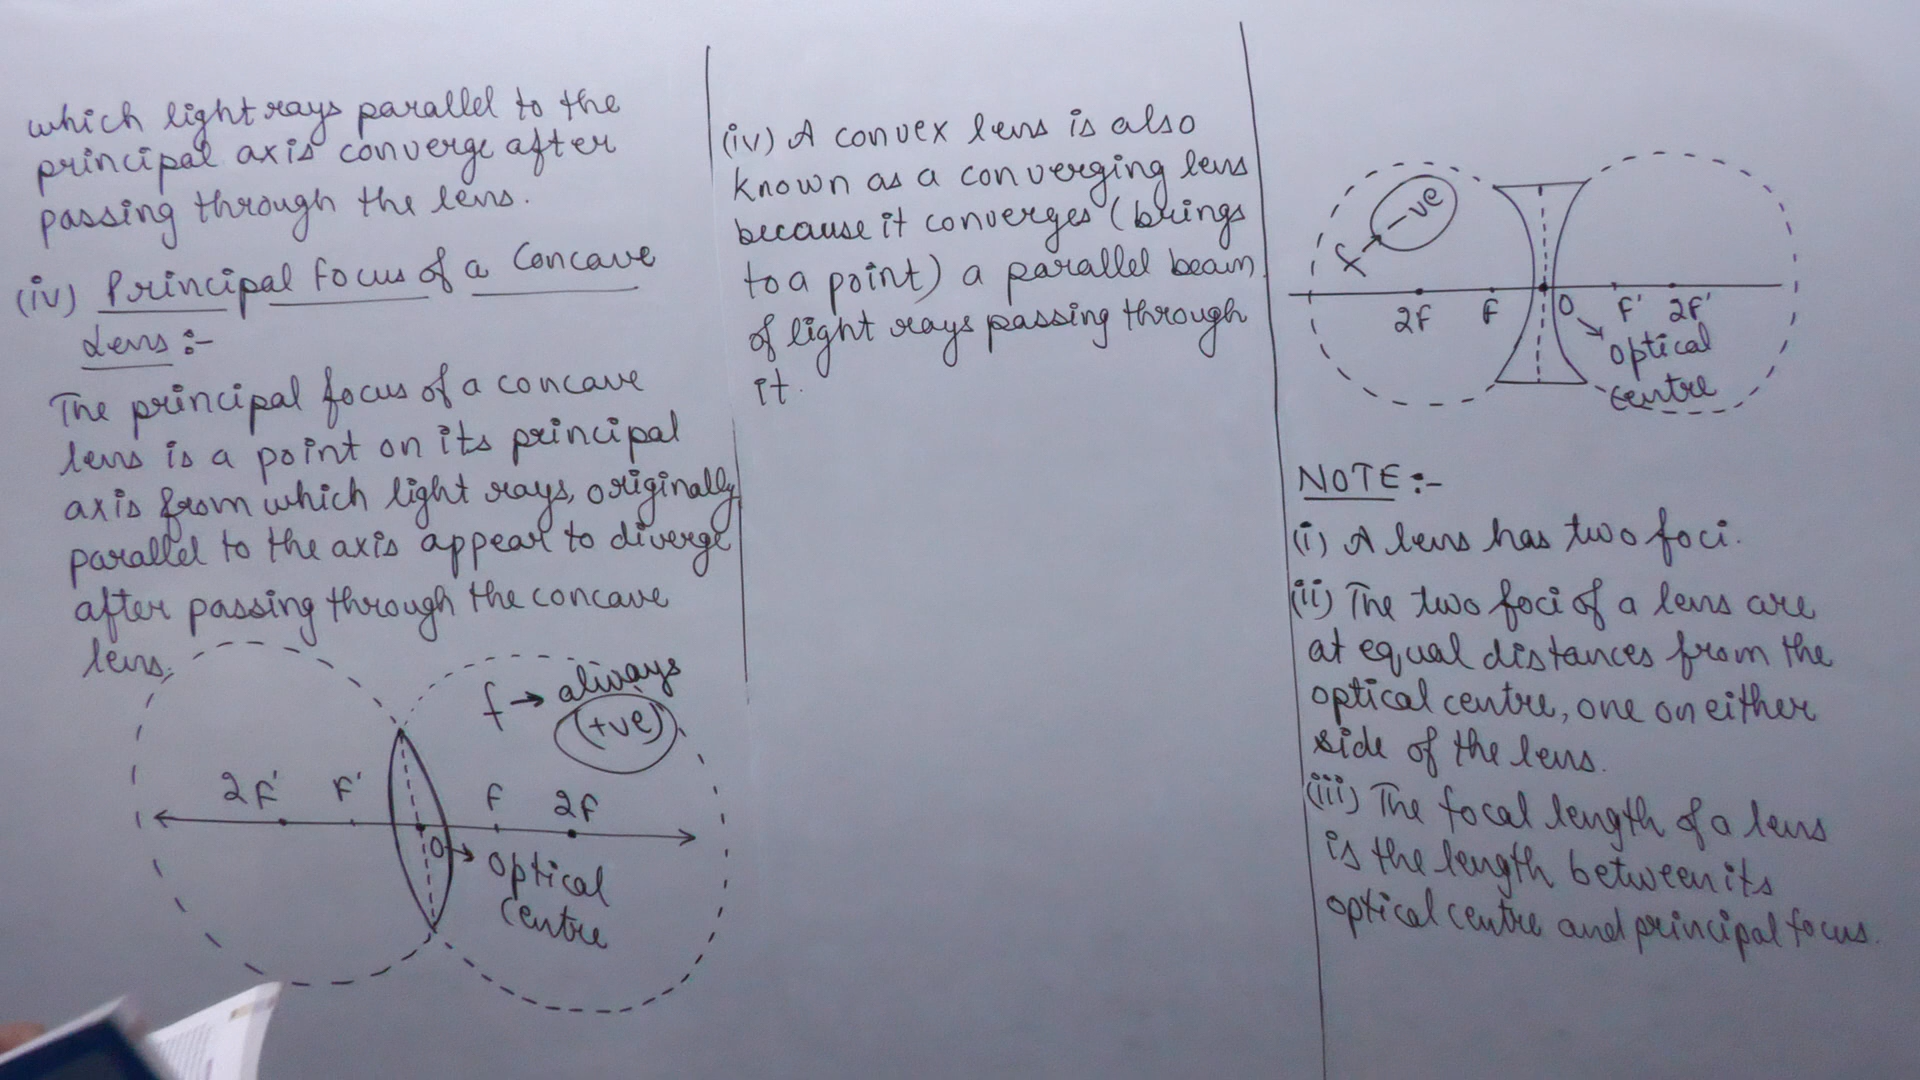 which light rays parallel to the
principal axis converge after
passing through the lens.
(iv) Principal focus of a Concave
Lens :-
The principal focus of a concave
lens is a point on its principal
axis from which light rays, originally
parallel to the axis appear to diverge
after passing through the concave
lens.
f → always
(+ve)
2F' F' F 2F
O → Optical
Centre
(iv) A convex lens is also
known as a converging lens
because it converges (brings
to a point) a parallel beam
of light rays passing through
it.
f → -ve
2F F O F' 2F'
optical
centre
NOTE :-
(i) A lens has two foci.
(ii) The two foci of a lens are
at equal distances from the
optical centre, one on either
side of the lens.
(iii) The focal length of a lens
is the length between its
optical centre and principal focus.